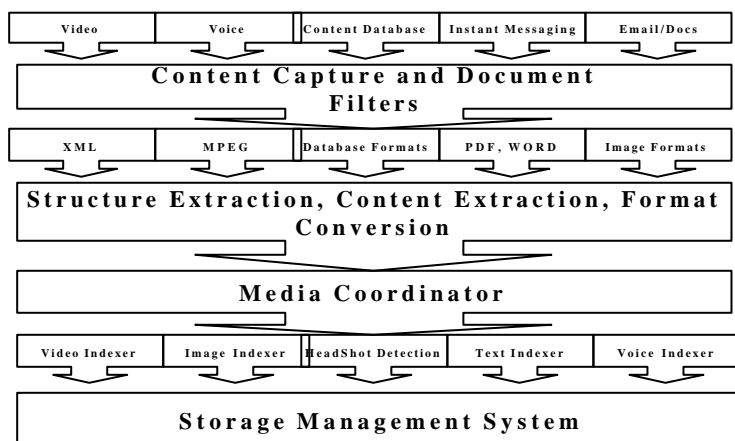 Video Voice Content Database Instant Messaging Email/Docs
Content Capture and Document
Filters
XML MPEG Database Formats PDF, WORD Image Formats
Structure Extraction, Content Extraction, Format
Conversion
Media Coordinator
Video Indexer Image Indexer HeadShot Detection Text Indexer Voice Indexer
Storage Management System